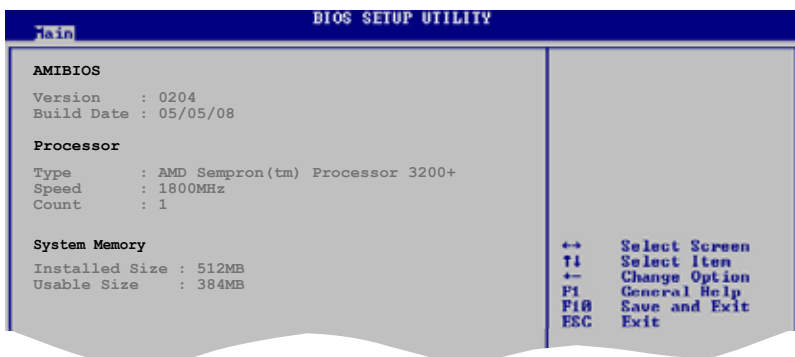 BIOS SETUP UTILITY
Main
AMIBIOS
Version : 0204
Build Date : 05/05/08
Processor
Type : AMD Sempron(tm) Processor 3200+
Speed : 1800MHz
Count : 1
System Memory
Installed Size : 512MB
Usable Size : 384MB
↔ Select Screen
↑↓ Select Item
+- Change Option
F1 General Help
F10 Save and Exit
ESC Exit